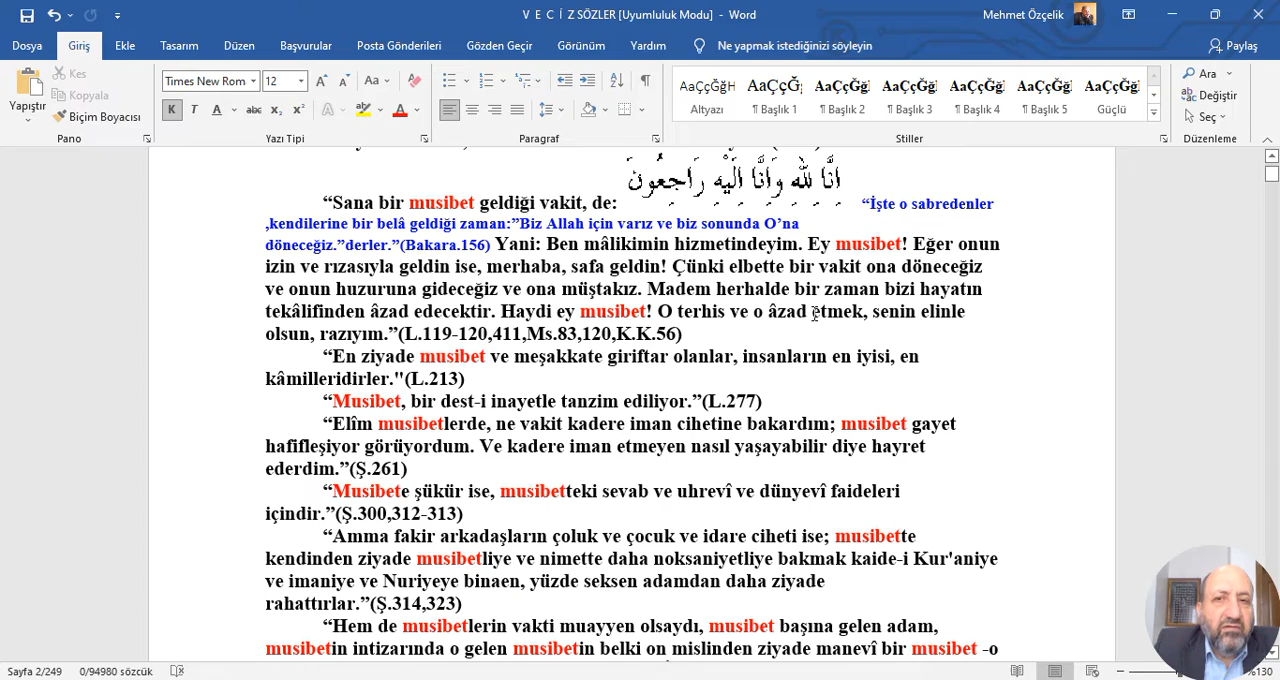 V E C İ Z SÖZLER [Uyumluluk Modu] - Word
Mehmet Özçelik
Dosya Giriş Ekle Tasarım Düzen Başvurular Posta Gönderileri Gözden Geçir Görünüm Yardım Ne yapmak istediğinizi söyleyin Paylaş
Yapıştır
Kes
Kopyala
Biçim Boyacısı
Times New Rom 12
AaÇçĞğH AaÇçĞ AaÇçĞğ AaÇçĞğ AaÇçĞğ AaÇçĞğ AaÇçĞğ
Altyazı ¶ Başlık 1 ¶ Başlık 2 ¶ Başlık 3 ¶ Başlık 4 ¶ Başlık 5 Güçlü
Ara
Değiştir
Seç
Pano Yazı Tipi Paragraf Stiller Düzenleme
اِنَّا لِلّٰهِ وَاِنَّا اِلَيْهِ رَاجِعُونَ
“Sana bir musibet geldiği vakit, de: “İşte o sabredenler
,kendilerine bir belâ geldiği zaman:”Biz Allah için varız ve biz sonunda O’na
döneceğiz.”derler.”(Bakara.156) Yani: Ben mâlikimin hizmetindeyim. Ey musibet! Eğer onun
izin ve rızasıyla geldin ise, merhaba, safa geldin! Çünki elbette bir vakit ona döneceğiz
ve onun huzuruna gideceğiz ve ona müştakız. Madem herhalde bir zaman bizi hayatın
tekâlifinden âzad edecektir. Haydi ey musibet! O terhis ve o âzad etmek, senin elinle
olsun, razıyım.”(L.119-120,411,Ms.83,120,K.K.56)
“En ziyade musibet ve meşakkate giriftar olanlar, insanların en iyisi, en
kâmilleridirler."(L.213)
“Musibet, bir dest-i inayetle tanzim ediliyor.”(L.277)
“Elîm musibetlerde, ne vakit kadere iman cihetine bakardım; musibet gayet
hafifleşiyor görüyordum. Ve kadere iman etmeyen nasıl yaşayabilir diye hayret
ederdim.”(Ş.261)
“Musibete şükür ise, musibetteki sevab ve uhrevî ve dünyevî faideleri
içindir.”(Ş.300,312-313)
“Amma fakir arkadaşların çoluk ve çocuk ve idare ciheti ise; musibette
kendinden ziyade musibetliye ve nimette daha noksaniyetliye bakmak kaide-i Kur'aniye
ve imaniye ve Nuriyeye binaen, yüzde seksen adamdan daha ziyade
rahattırlar.”(Ş.314,323)
“Hem de musibetlerin vakti muayyen olsaydı, musibet başına gelen adam,
musibetin intizarında o gelen musibetin belki on mislinden ziyade manevî bir musibet -o
Sayfa 2/249 0/94980 sözcük %130